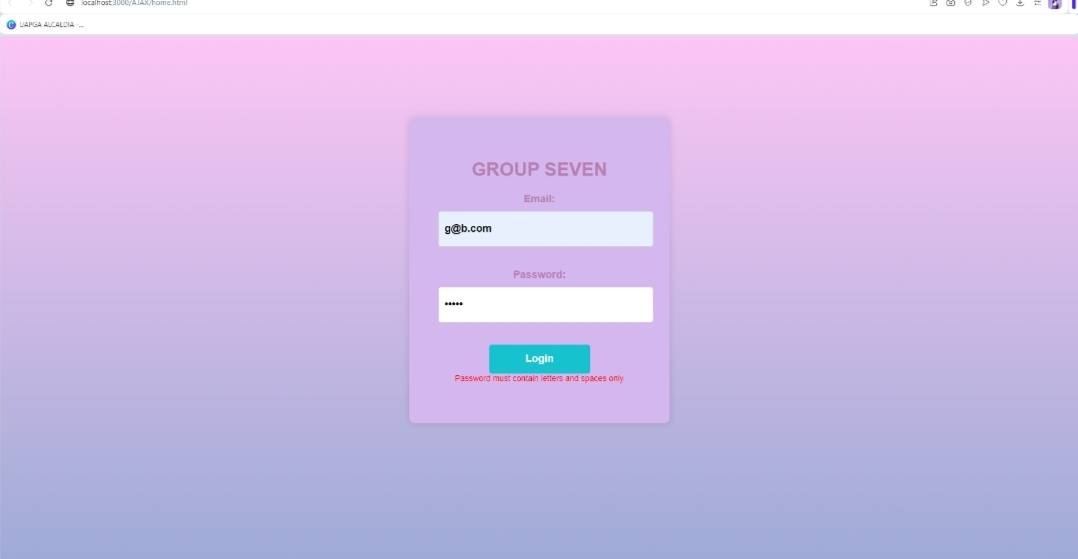 localhost:3000/AJAX/home.html
UAPGA ALCALDIA -...
GROUP SEVEN
Email:
g@b.com
Password:
•••••
Login
Password must contain letters and spaces only